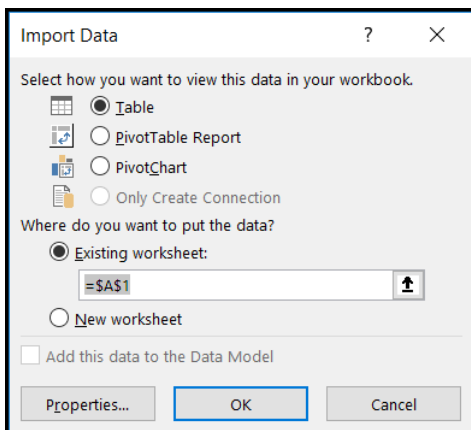 Import Data ?
Select how you want to view this data in your workbook.
Table
PivotTable Report
PivotChart
Only Create Connection
Where do you want to put the data?
Existing worksheet:
=$A$1
New worksheet
Add this data to the Data Model
Properties... OK Cancel